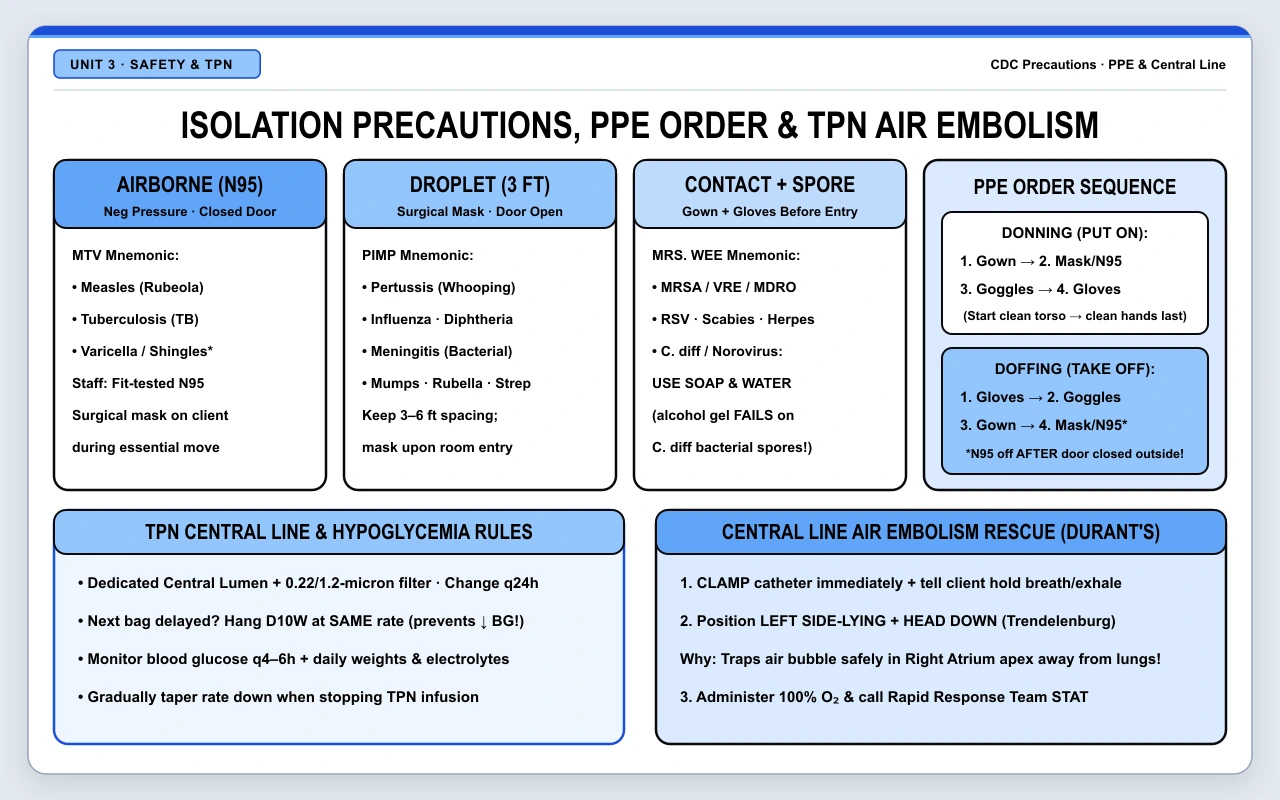 UNIT 3 · SAFETY & TPN
CDC Precautions · PPE & Central Line
ISOLATION PRECAUTIONS, PPE ORDER & TPN AIR EMBOLISM
AIRBORNE (N95)
Neg Pressure · Closed Door
MTV Mnemonic:
• Measles (Rubeola)
• Tuberculosis (TB)
• Varicella / Shingles*
Staff: Fit-tested N95
Surgical mask on client
during essential move
DROPLET (3 FT)
Surgical Mask · Door Open
PIMP Mnemonic:
• Pertussis (Whooping)
• Influenza · Diphtheria
• Meningitis (Bacterial)
• Mumps · Rubella · Strep
Keep 3–6 ft spacing;
mask upon room entry
CONTACT + SPORE
Gown + Gloves Before Entry
MRS. WEE Mnemonic:
• MRSA / VRE / MDRO
• RSV · Scabies · Herpes
• C. diff / Norovirus:
USE SOAP & WATER
(alcohol gel FAILS on
C. diff bacterial spores!)
PPE ORDER SEQUENCE
DONNING (PUT ON):
1. Gown → 2. Mask/N95
3. Goggles → 4. Gloves
(Start clean torso → clean hands last)
DOFFING (TAKE OFF):
1. Gloves → 2. Goggles
3. Gown → 4. Mask/N95*
*N95 off AFTER door closed outside!
TPN CENTRAL LINE & HYPOGLYCEMIA RULES
• Dedicated Central Lumen + 0.22/1.2-micron filter · Change q24h
• Next bag delayed? Hang D10W at SAME rate (prevents ↓ BG!)
• Monitor blood glucose q4–6h + daily weights & electrolytes
• Gradually taper rate down when stopping TPN infusion
CENTRAL LINE AIR EMBOLISM RESCUE (DURANT'S)
1. CLAMP catheter immediately + tell client hold breath/exhale
2. Position LEFT SIDE-LYING + HEAD DOWN (Trendelenburg)
Why: Traps air bubble safely in Right Atrium apex away from lungs!
3. Administer 100% O₂ & call Rapid Response Team STAT